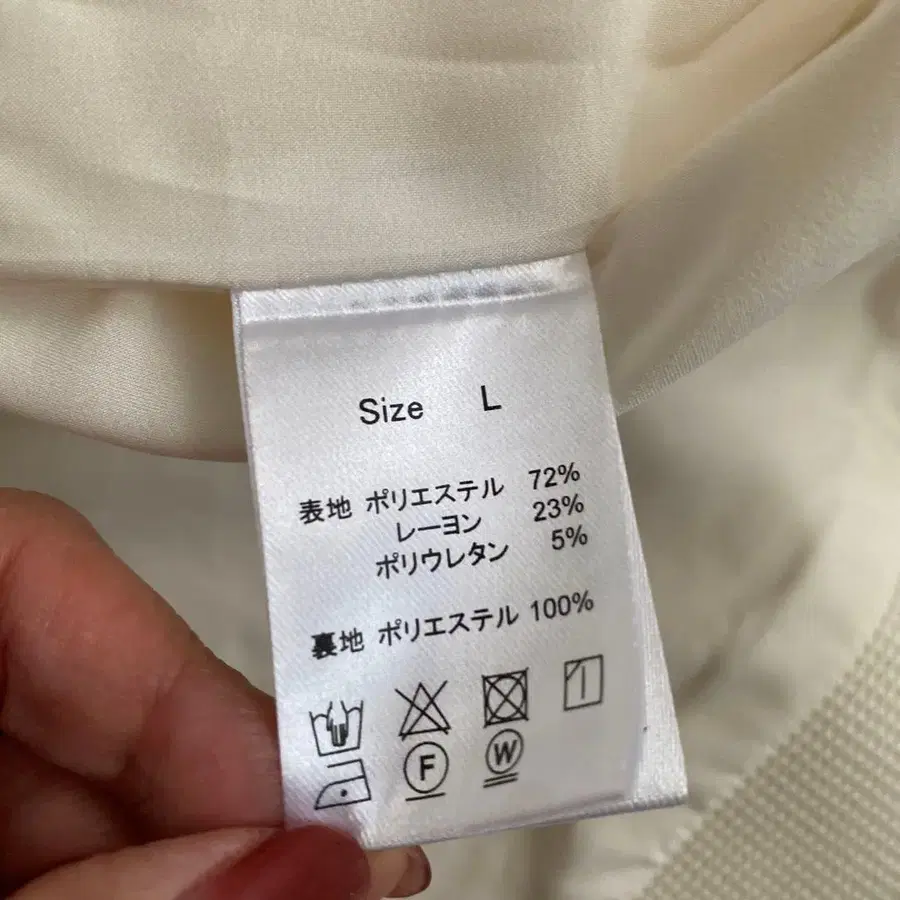 Size L
表地 ポリエステル 72%
レーヨン 23%
ポリウレタン 5%
裏地 ポリエステル 100%
F W